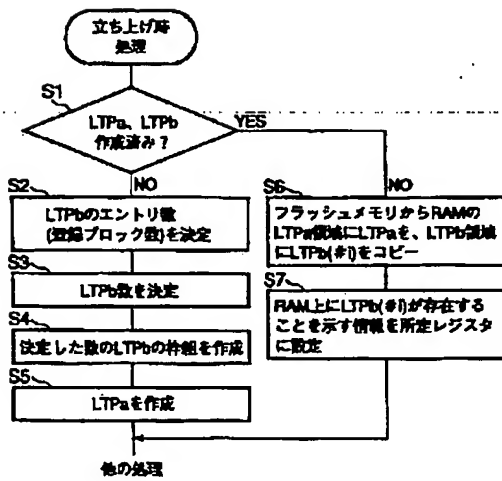 立ち上げ時
処理
S1
LTPa、LTPb
作成済み?
YES
NO
S2
LTPbのエントリ数
(登録ブロック数)を決定
S3
LTPb数を決定
S4
決定した数のLTPbの枠組を作成
S5
LTPaを作成
他の処理
S6
NO
フラッシュメモリからRAMの
LTPa領域にLTPaを、LTPb領域
にLTPb(#i)をコピー
S7
RAM上にLTPb(#i)が存在する
ことを示す情報を所定レジスタ
に設定